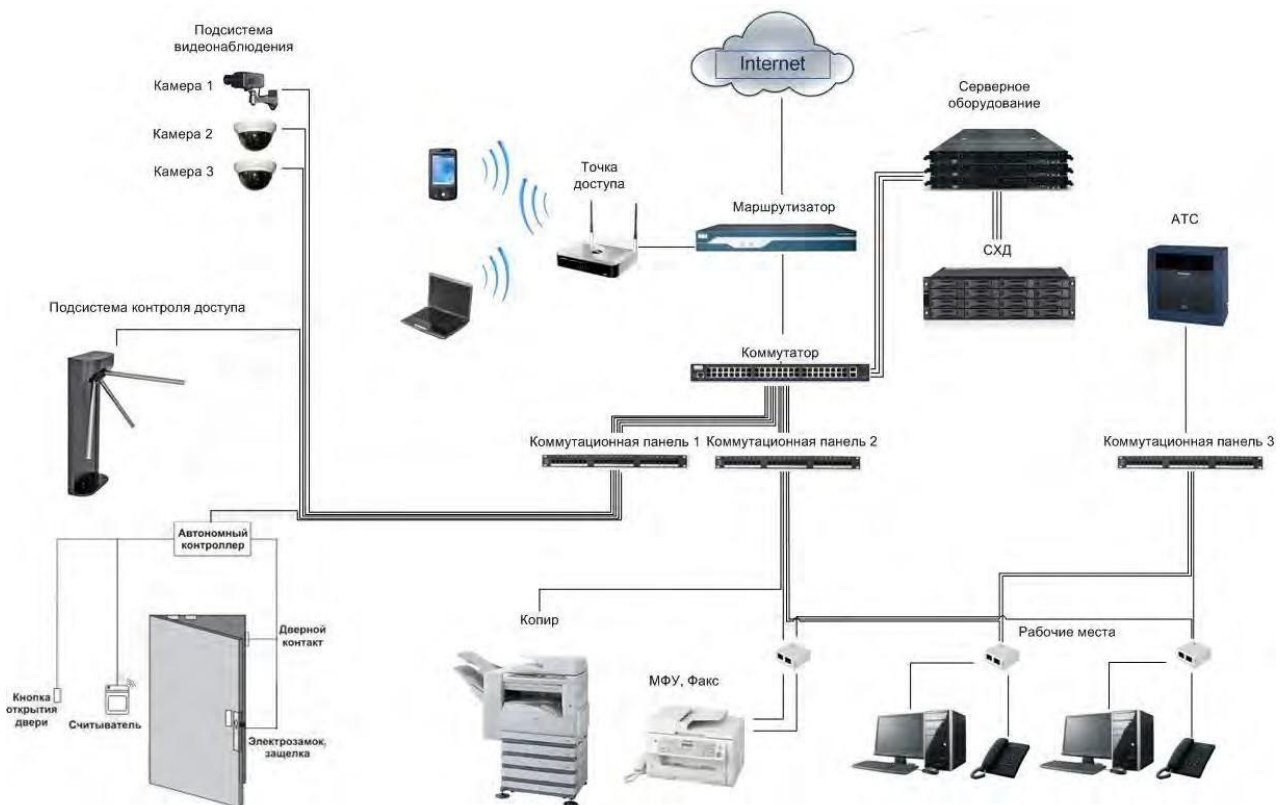 Подсистема
видеонаблюдения
Камера 1
Камера 2
Камера 3
Internet
Серверное
оборудование
Точка
доступа
Маршрутизатор
СХД
АТС
Подсистема контроля доступа
Коммутатор
Коммутационная панель 1
Коммутационная панель 2
Коммутационная панель 3
Автономный
контроллер
Копир
Дверной
контакт
Рабочие места
МФУ, Факс
Кнопка
открытия
двери
Считыватель
Электрозамок,
защелка